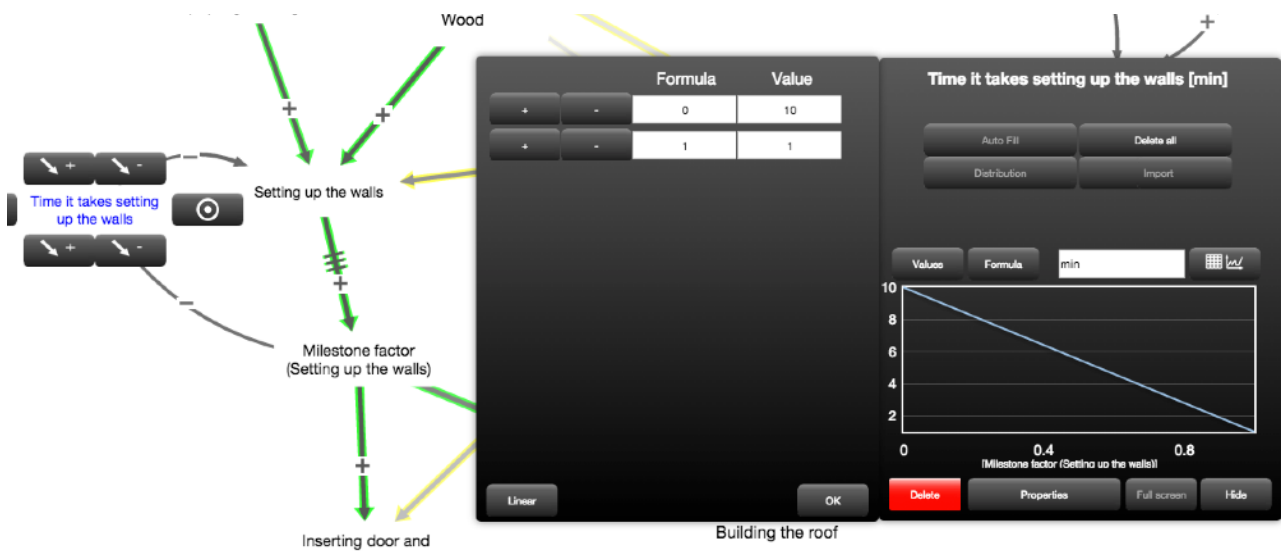 Wood
+
+
+
Formula
Value
Time it takes setting up the walls [min]
+
-
0
10
+
-
1
1
Auto Fill
Delete all
Distribution
Import
+
-
Setting up the walls
Time it takes setting
up the walls
+
-
Values
Formula
min
10
8
6
4
2
0
0.4
0.8
[Milestone factor (Setting up the walls)]
+
Milestone factor
(Setting up the walls)
+
Linear
OK
Delete
Properties
Full screen
Hide
Building the roof
Inserting door and